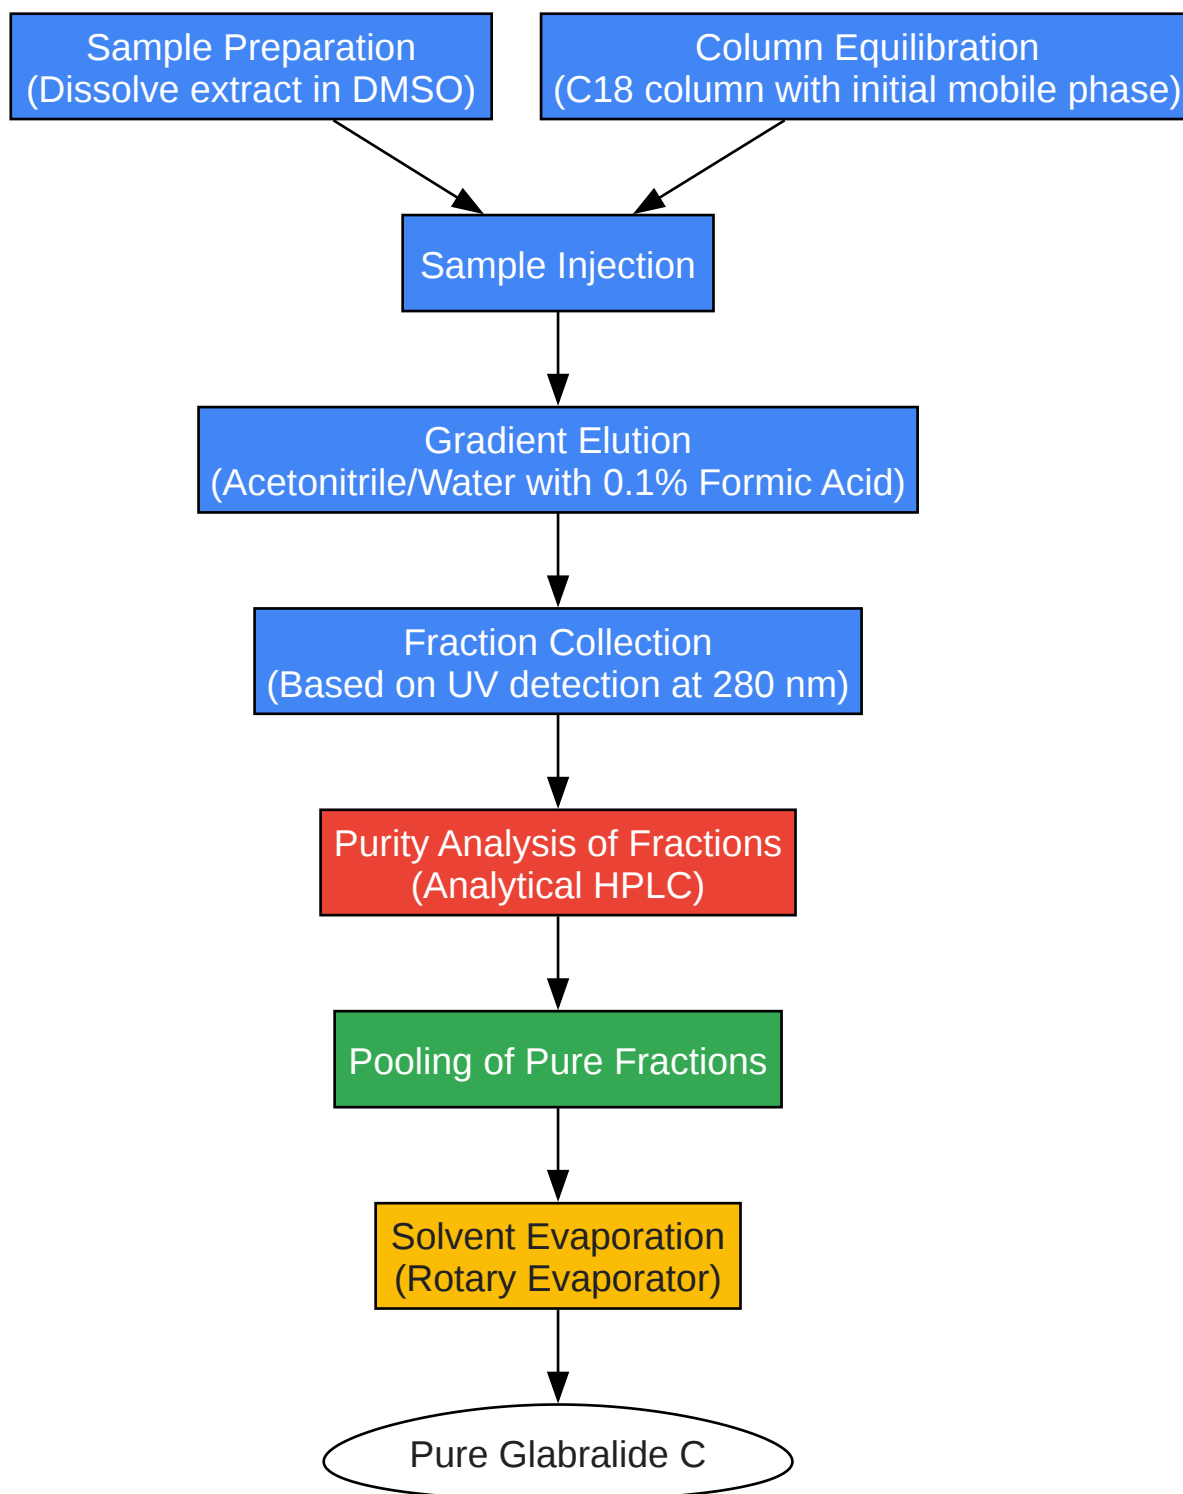 Sample Preparation
(Dissolve extract in DMSO)
Column Equilibration
(C18 column with initial mobile phase)
Sample Injection
Gradient Elution
(Acetonitrile/Water with 0.1% Formic Acid)
Fraction Collection
(Based on UV detection at 280 nm)
Purity Analysis of Fractions
(Analytical HPLC)
Pooling of Pure Fractions
Solvent Evaporation
(Rotary Evaporator)
Pure Glabralide C